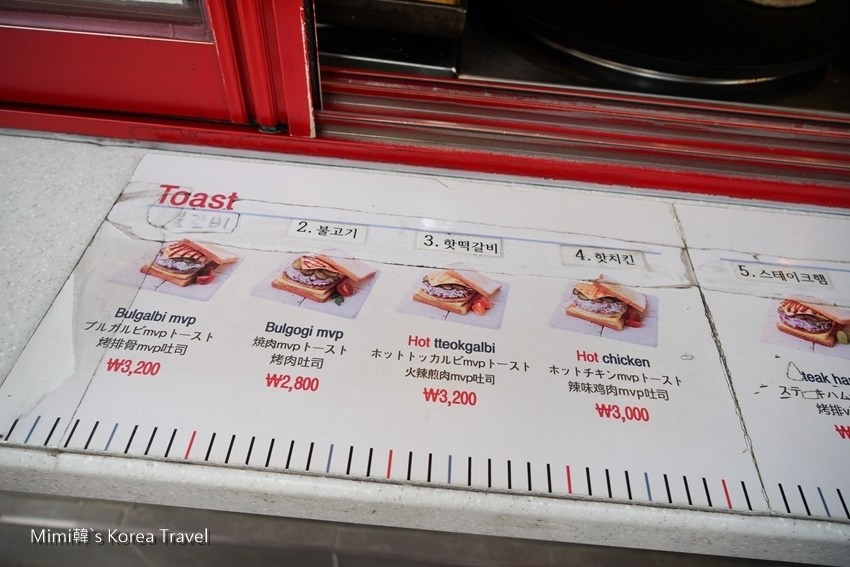 Toast
불갈비
2. 불고기
3. 핫떡갈비
4. 핫치킨
5. 스테이크햄
Bulgalbi mvp
プルガルビmvpトースト
烤排骨mvp吐司
₩3,200
Bulgogi mvp
焼肉mvpトースト
烤肉吐司
₩2,800
Hot tteokgalbi
ホットトッカルビmvpトースト
火辣煎肉mvp吐司
₩3,200
Hot chicken
ホットチキンmvpトースト
辣味鸡肉mvp吐司
₩3,000
Mimi韓`s Korea Travel